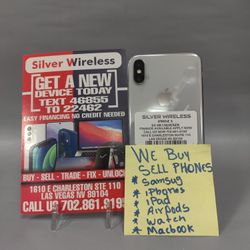 Silver Wireless
GET A NEW
DEVICE TODAY
TEXT 46855
TO 22462
EASY FINANCING NO CREDIT NEEDED
BUY - SELL - TRADE - FIX - UNLOCK
1610 E CHARLESTON STE 110
LAS VEGAS NV 89104
CALL US 702.861.9195
SILVER WIRELESS
We Buy
Sell PHONES
* Samsung
* iPhones
* iPad
* AirPods
* Watch
* Macbook